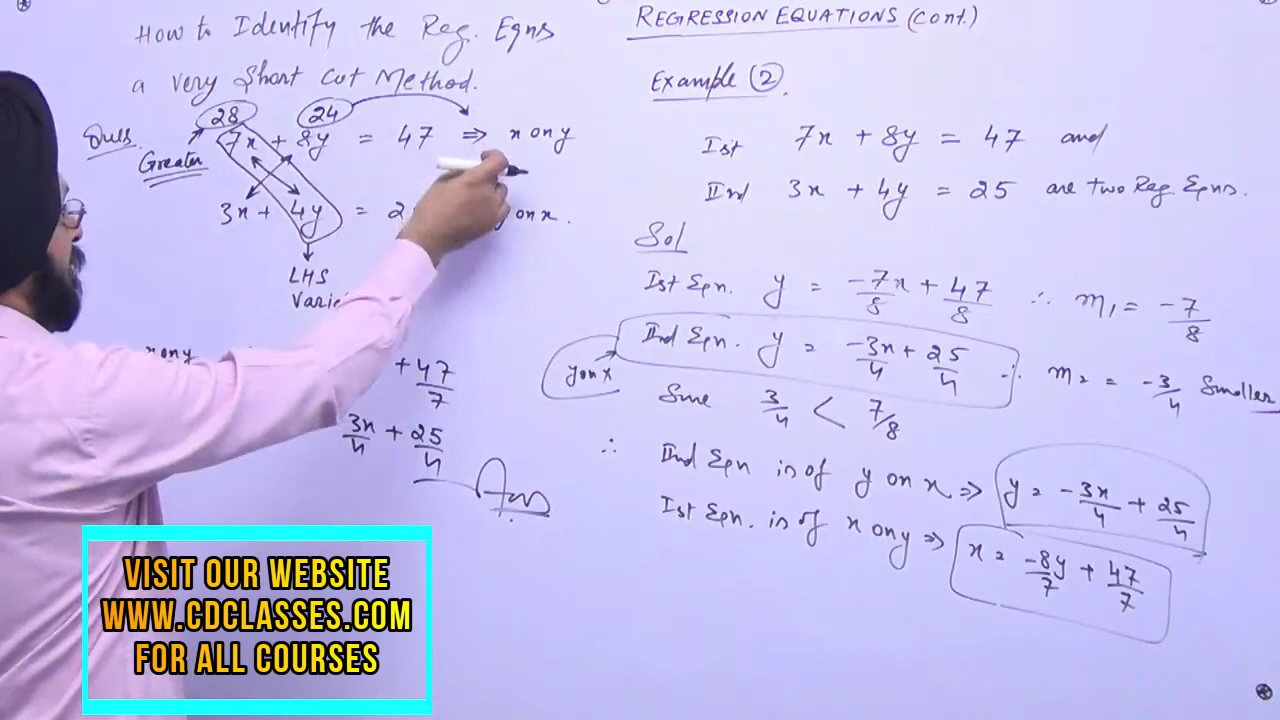 How to Identify the Reg. Eqns
a very Short cut Method.
28 24
Ques. 7x + 8y = 47 ⇒ x on y
Greater
3x + 4y = 2 y on x.
LHS
x on y
+ 47/7
3x/4 + 25/4
Ans
REGRESSION EQUATIONS (cont.)
Example (2).
Ist 7x + 8y = 47 and
IInd 3x + 4y = 25 are two Reg. Eqns.
Sol
Ist Eqn. y = -7x/8 + 47/8 ∴ m1 = -7/8
IInd Eqn. y = -3x/4 + 25/4 ∴ m2 = -3/4 Smaller
y on x
Since 3/4 < 7/8
∴ IInd Eqn is of y on x ⇒ y = -3x/4 + 25/4
Ist Eqn. is of x on y ⇒ x = -8y/7 + 47/7
VISIT OUR WEBSITE
WWW.CDCLASSES.COM
FOR ALL COURSES